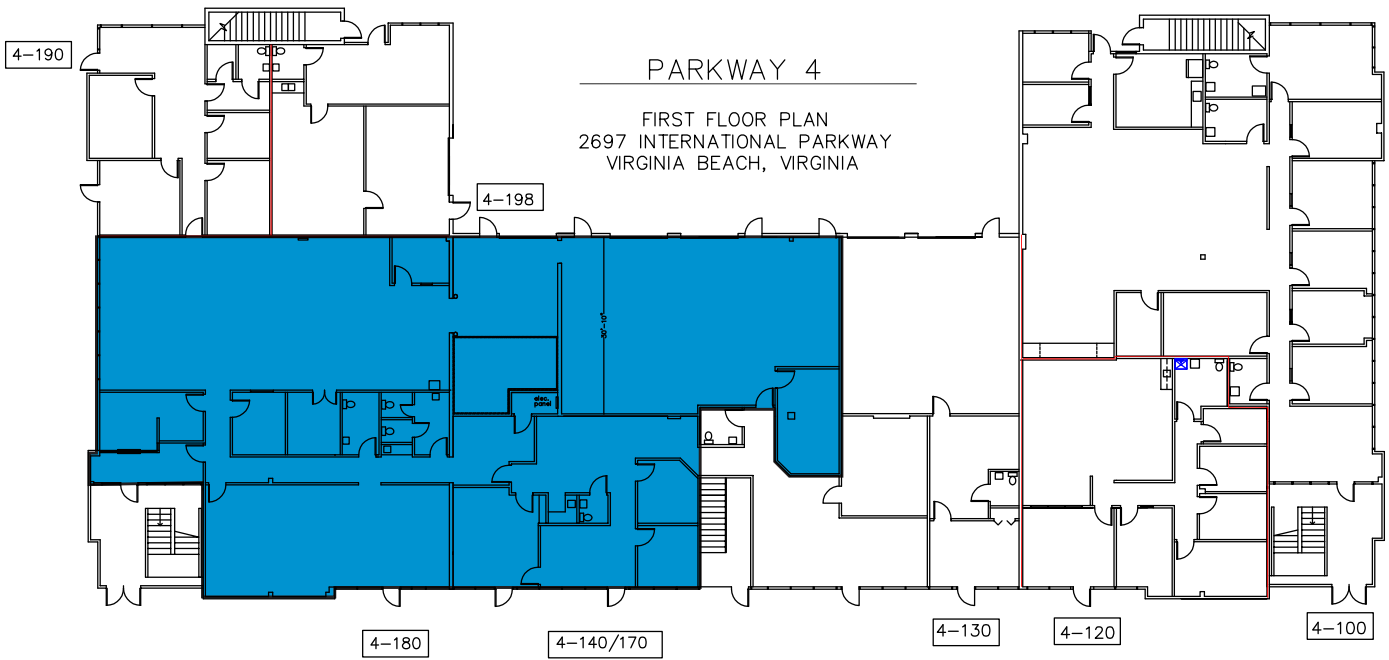 4-190
PARKWAY 4
FIRST FLOOR PLAN
2697 INTERNATIONAL PARKWAY
VIRGINIA BEACH, VIRGINIA
4-198
elec.
panel
4-180
4-140/170
4-130
4-120
4-100